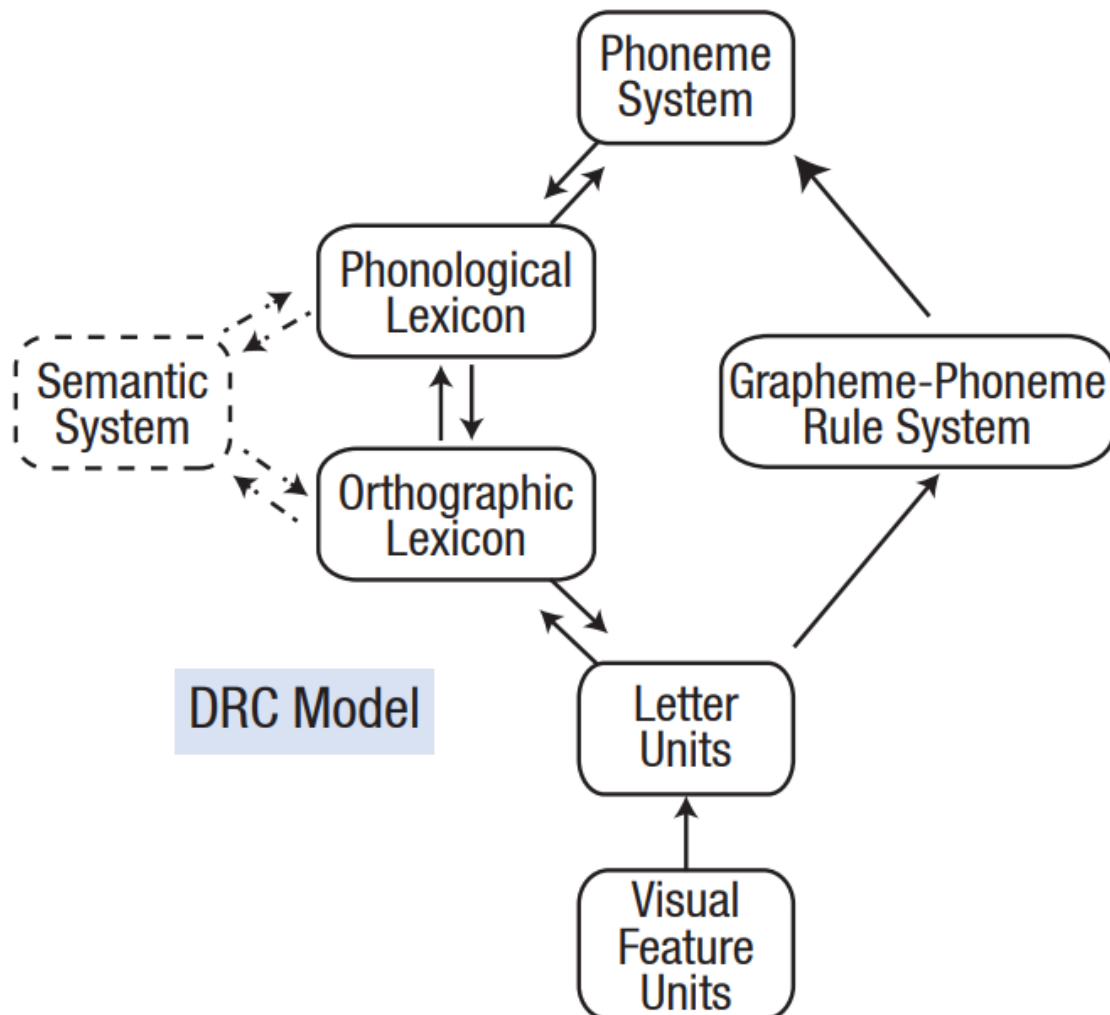 Phoneme
System
Phonological
Lexicon
Semantic
System
Grapheme-Phoneme
Rule System
Orthographic
Lexicon
DRC Model
Letter
Units
Visual
Feature
Units